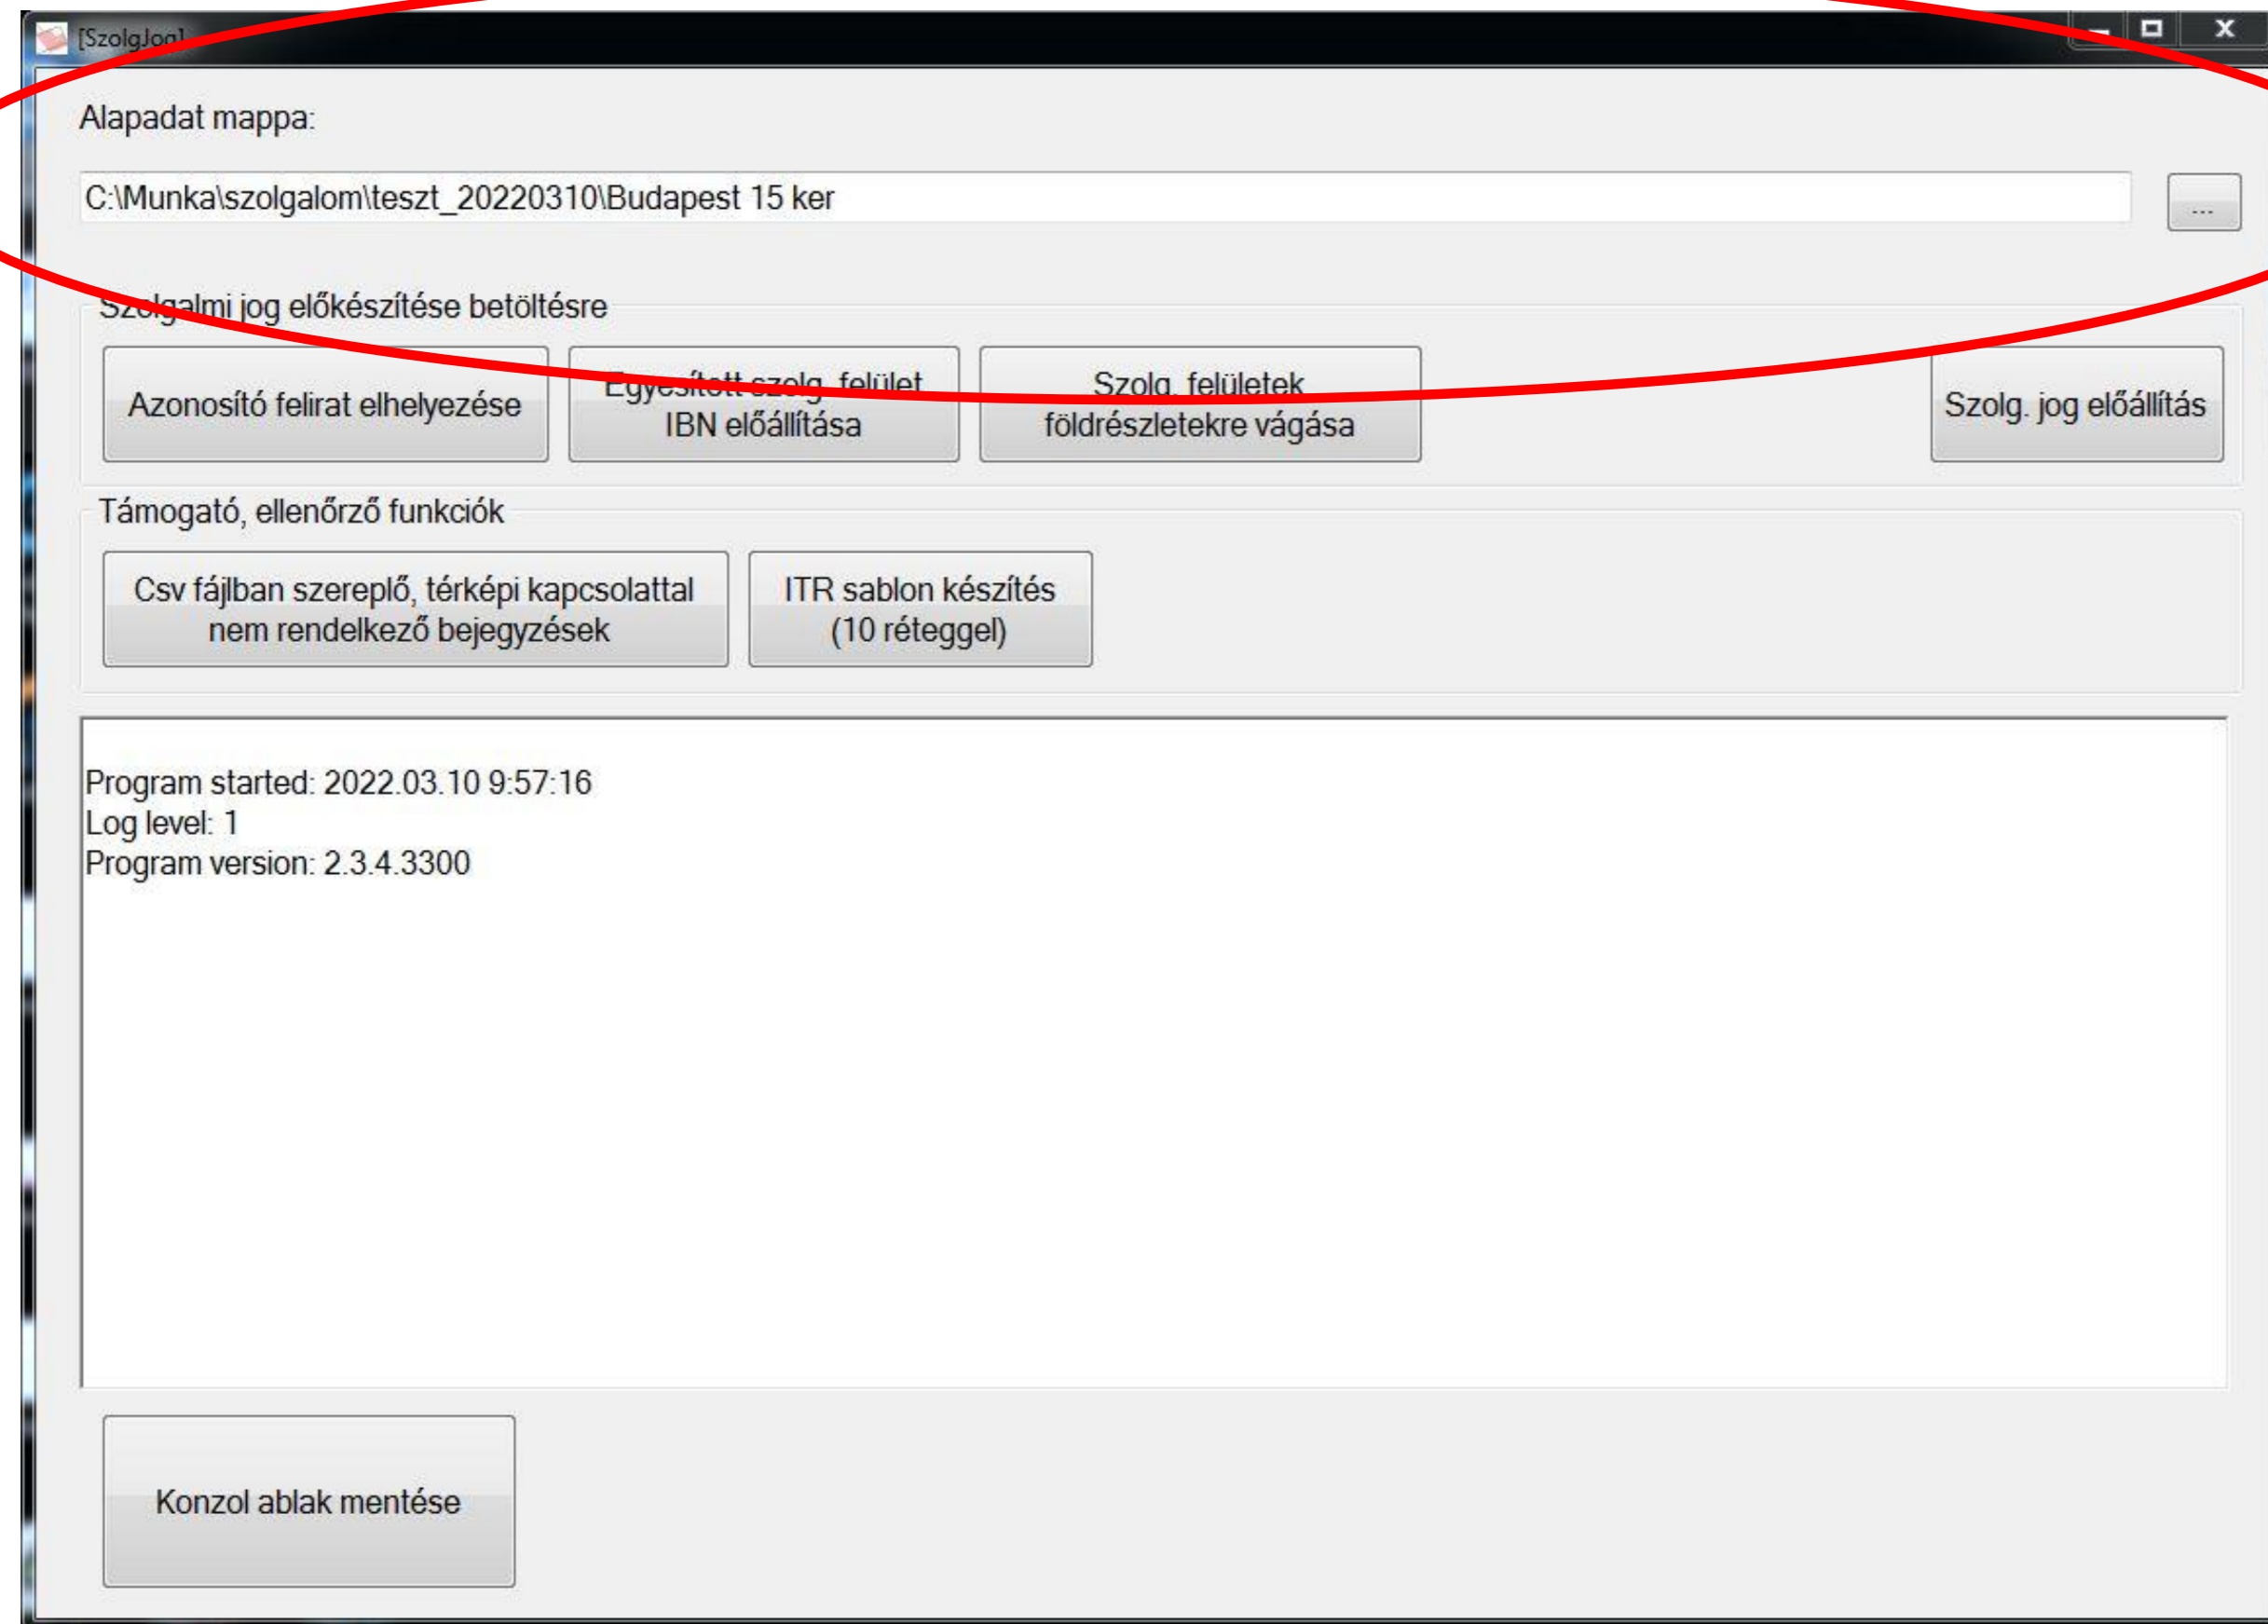 [SzolgJog]
Alapadat mappa:
C:\Munka\szolgalom\teszt_20220310\Budapest 15 ker
...
Szolgalmi jog előkészítése betöltésre
Azonosító felirat elhelyezése
Egyesített szolg. felület
IBN előállítása
Szolg. felületek
földrészletekre vágása
Szolg. jog előállítás
Támogató, ellenőrző funkciók
Csv fájlban szereplő, térképi kapcsolattal
nem rendelkező bejegyzések
ITR sablon készítés
(10 réteggel)
Program started: 2022.03.10 9:57:16
Log level: 1
Program version: 2.3.4.3300
Konzol ablak mentése